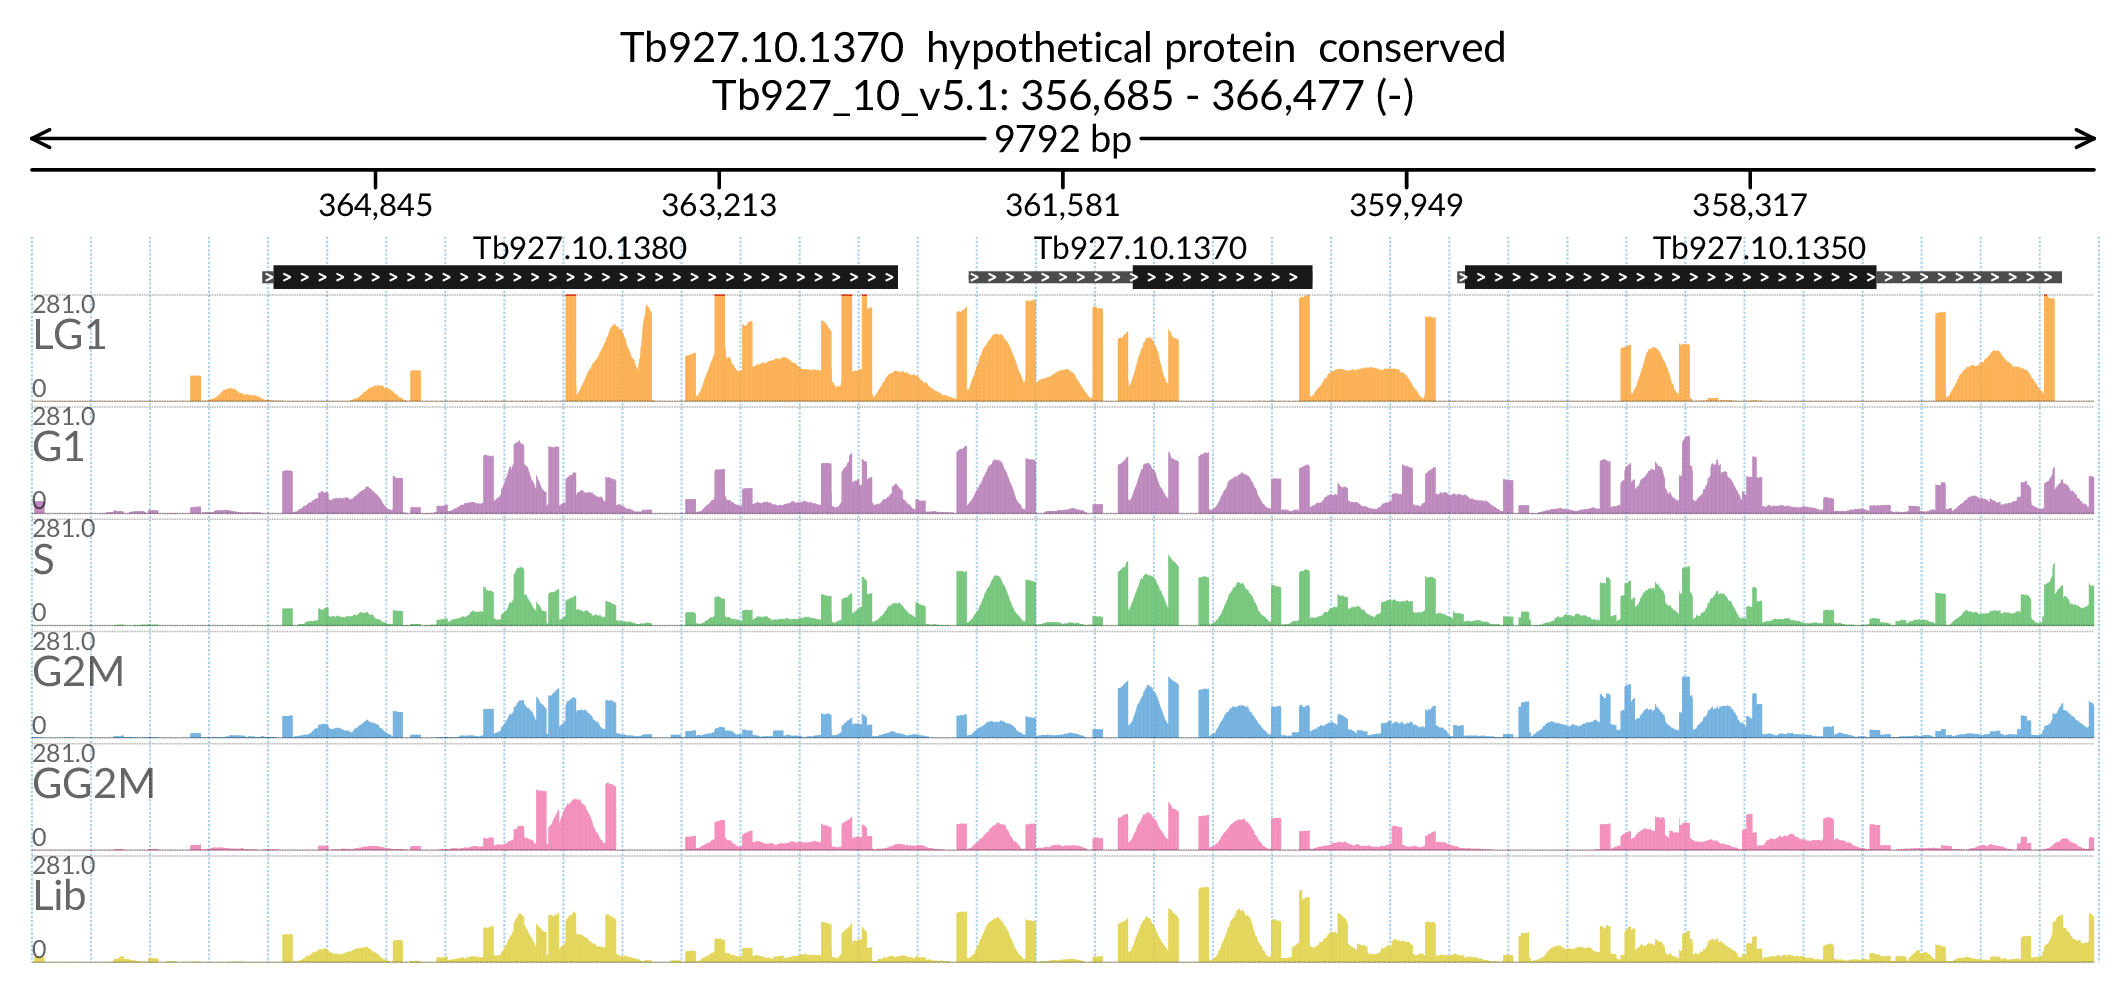 Tb927.10.1370 hypothetical protein conserved
Tb927_10_v5.1: 356,685 - 366,477 (-)
9792 bp
364,845 363,213 361,581 359,949 358,317
Tb927.10.1380 Tb927.10.1370 Tb927.10.1350
281.0
LG1
0
281.0
G1
0
281.0
S
0
281.0
G2M
0
281.0
GG2M
0
281.0
Lib
0